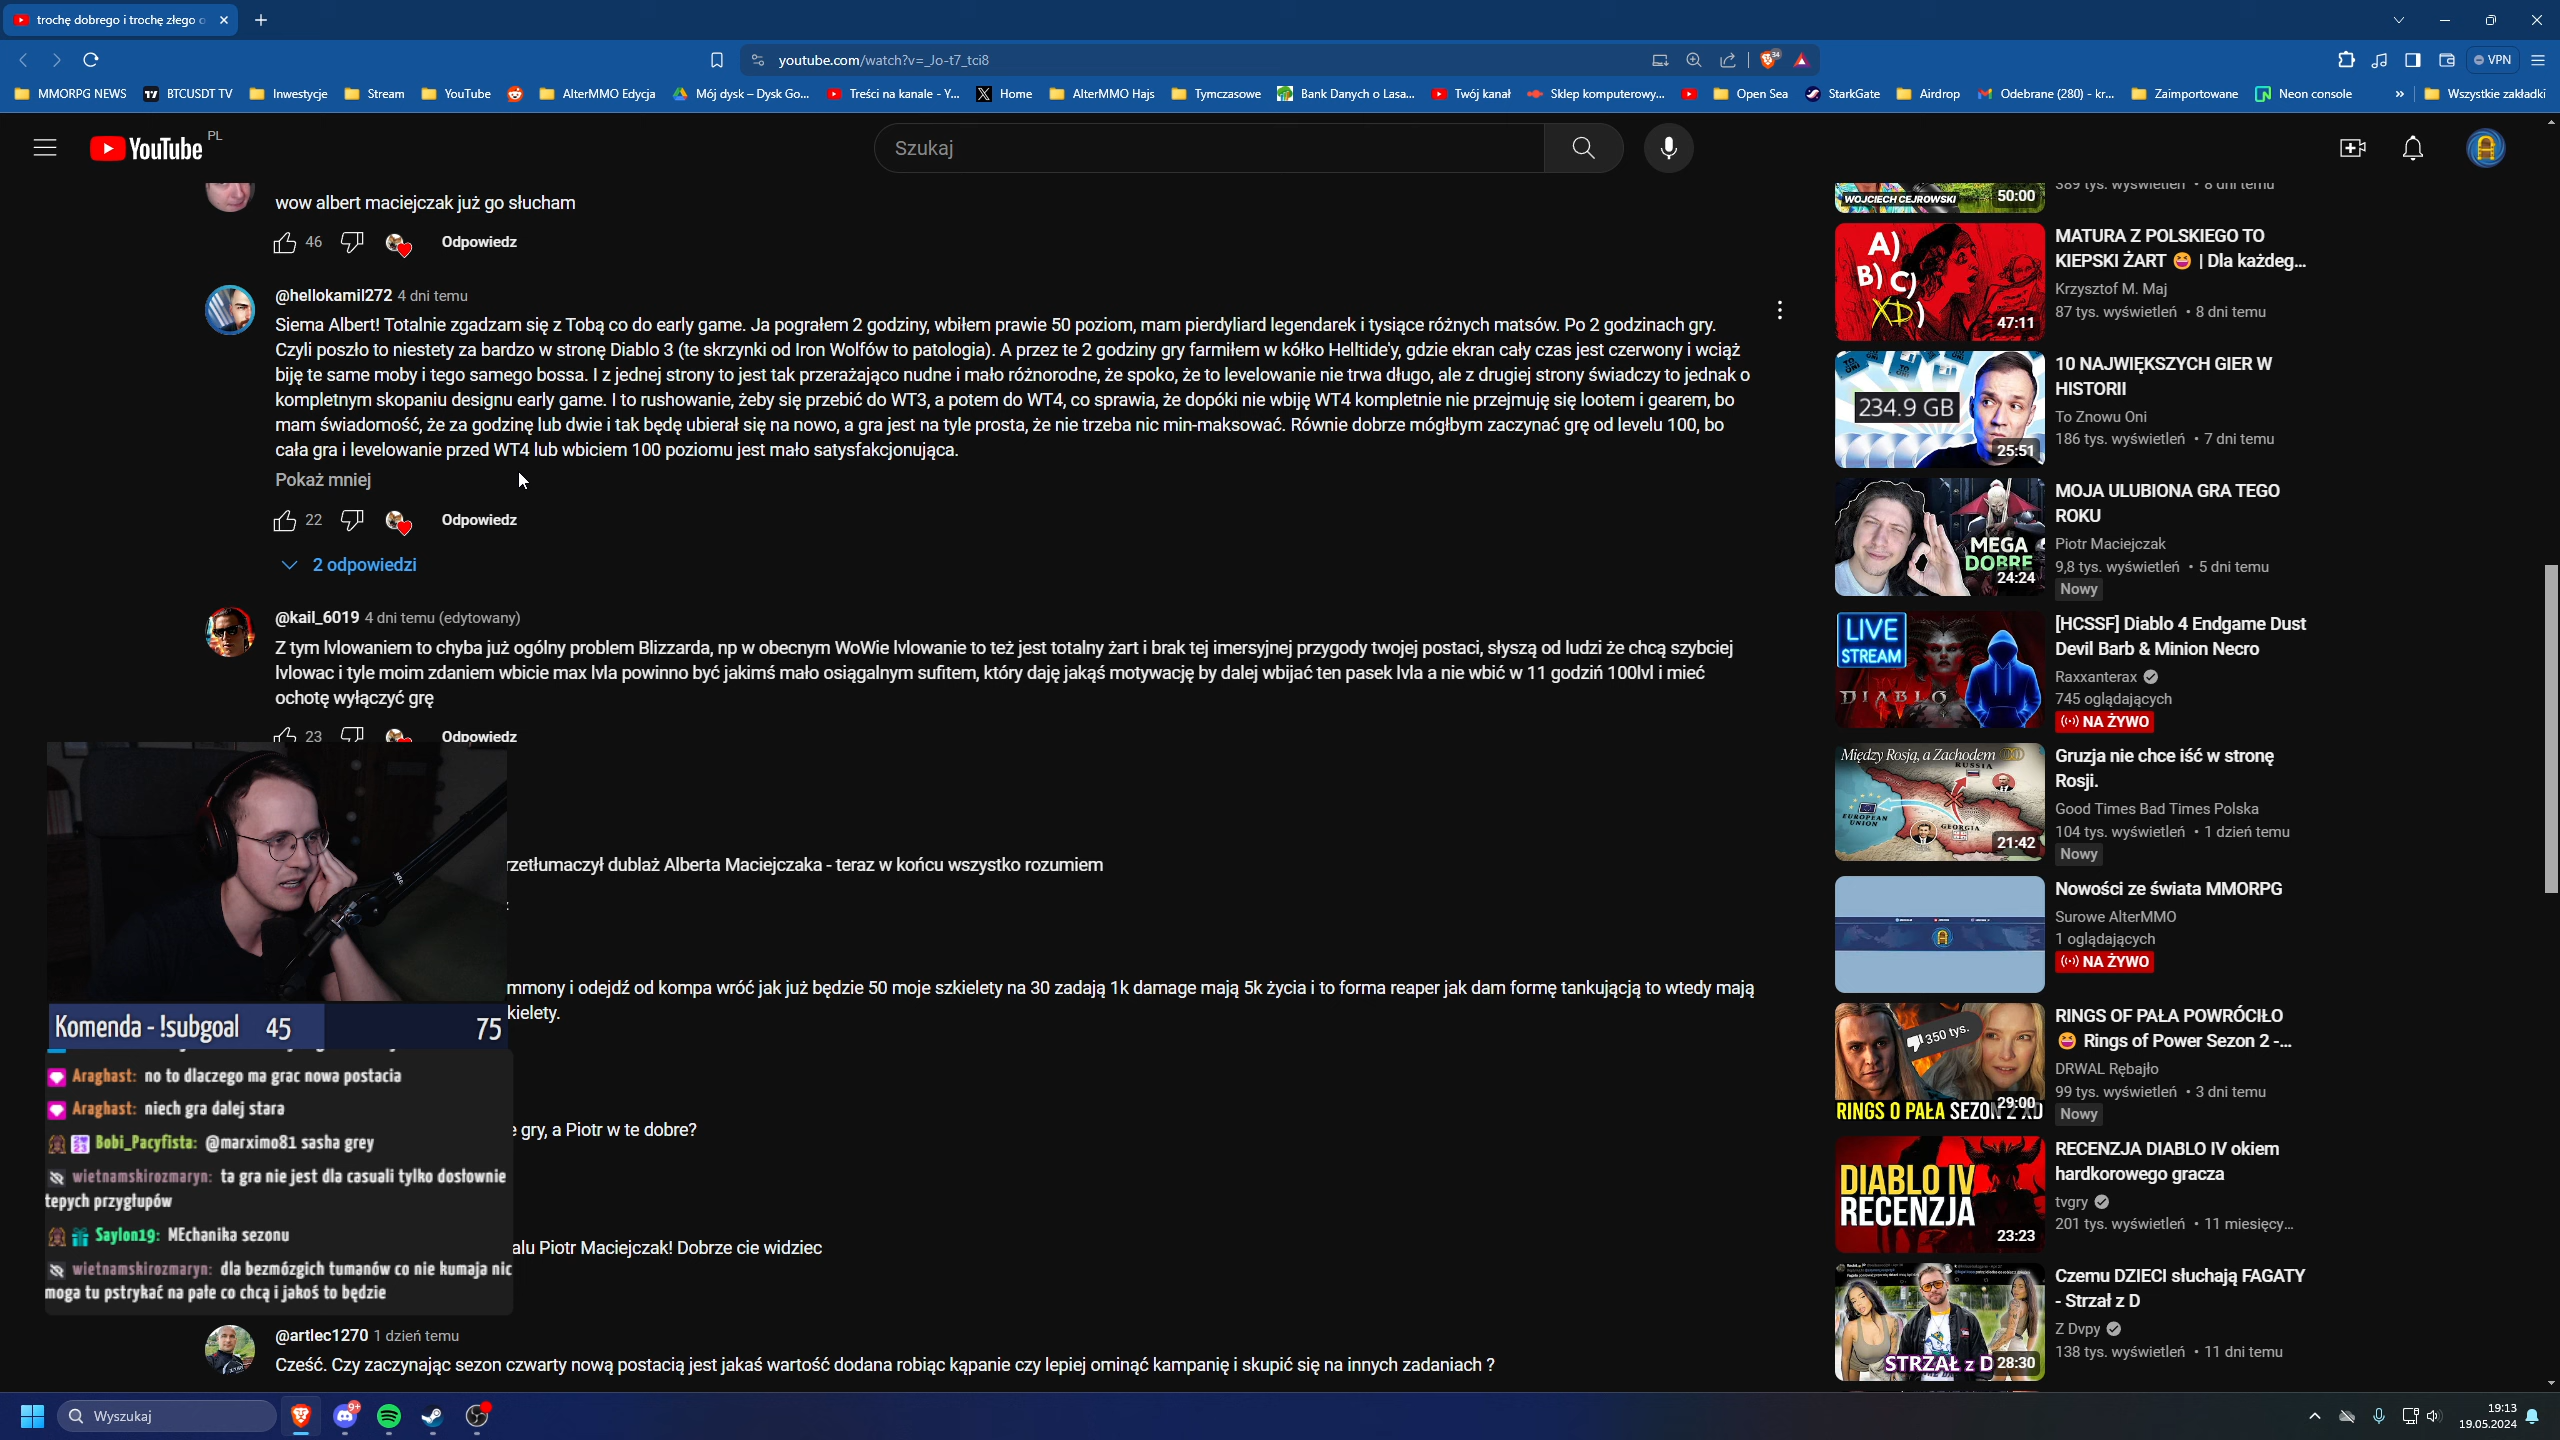 trochę dobrego i trochę złego o
youtube.com/watch?v=_Jo-t7_tci8
34
VPN
MMORPG NEWS
BTCUSDT TV
Inwestycje
Stream
YouTube
AlterMMO Edycja
Mój dysk – Dysk Go...
Treści na kanale - Y...
Home
AlterMMO Hajs
Tymczasowe
Bank Danych o Lasa...
Twój kanał
Sklep komputerowy...
Open Sea
StarkGate
Airdrop
Odebrane (280) - kr...
Zaimportowane
Neon console
»
Wszystkie zakładki
YouTube PL
Szukaj
wow albert maciejczak już go słucham
46
Odpowiedz
@hellokamil272 4 dni temu
Siema Albert! Totalnie zgadzam się z Tobą co do early game. Ja pograłem 2 godziny, wbiłem prawie 50 poziom, mam pierdyliard legendarek i tysiące różnych matsów. Po 2 godzinach gry.
Czyli poszło to niestety za bardzo w stronę Diablo 3 (te skrzynki od Iron Wolfów to patologia). A przez te 2 godziny gry farmiłem w kółko Helltide'y, gdzie ekran cały czas jest czerwony i wciąż
biję te same moby i tego samego bossa. I z jednej strony to jest tak przerażająco nudne i mało różnorodne, że spoko, że to levelowanie nie trwa długo, ale z drugiej strony świadczy to jednak o
kompletnym skopaniu designu early game. I to rushowanie, żeby się przebić do WT3, a potem do WT4, co sprawia, że dopóki nie wbiję WT4 kompletnie nie przejmuję się lootem i gearem, bo
mam świadomość, że za godzinę lub dwie i tak będę ubierał się na nowo, a gra jest na tyle prosta, że nie trzeba nic min-maksować. Równie dobrze mógłbym zaczynać grę od levelu 100, bo
cała gra i levelowanie przed WT4 lub wbiciem 100 poziomu jest mało satysfakcjonująca.
Pokaż mniej
22
Odpowiedz
2 odpowiedzi
@kail_6019 4 dni temu (edytowany)
Z tym lvlowaniem to chyba już ogólny problem Blizzarda, np w obecnym WoWie lvlowanie to też jest totalny żart i brak tej imersyjnej przygody twojej postaci, słyszą od ludzi że chcą szybciej
lvlowac i tyle moim zdaniem wbicie max lvla powinno być jakimś mało osiągalnym sufitem, który daję jakąś motywację by dalej wbijać ten pasek lvla a nie wbić w 11 godziń 100lvl i mieć
ochotę wyłączyć grę
23
Odpowiedz
rzetłumaczył dublaż Alberta Maciejczaka - teraz w końcu wszystko rozumiem
mmony i odejdź od kompa wróć jak już będzie 50 moje szkielety na 30 zadają 1k damage mają 5k życia i to forma reaper jak dam formę tankującją to wtedy mają
kielety.
e gry, a Piotr w te dobre?
alu Piotr Maciejczak! Dobrze cie widziec
@artlec1270 1 dzień temu
Cześć. Czy zaczynając sezon czwarty nową postacią jest jakaś wartość dodana robiąc kąpanie czy lepiej ominąć kampanię i skupić się na innych zadaniach ?
Komenda - !subgoal 45 75
Araghast: no to dlaczego ma grac nowa postacia
Araghast: niech gra dalej stara
Bobi_Pacyfista: @marximo81 sasha grey
wietnamskirozmaryn: ta gra nie jest dla casuali tylko dosłownie
tępych przygłupów
Saylon19: MEchanika sezonu
wietnamskirozmaryn: dla bezmózgich tumanów co nie kumaja nic
moga tu pstrykać na pałe co chcą i jakoś to będzie
WOJCIECH CEJROWSKI
50:00
389 tys. wyświetleń • 8 dni temu
A)
B) C)
XD)
47:11
MATURA Z POLSKIEGO TO
KIEPSKI ŻART 😆 | Dla każdeg...
Krzysztof M. Maj
87 tys. wyświetleń • 8 dni temu
234.9 GB
25:51
10 NAJWIĘKSZYCH GIER W
HISTORII
To Znowu Oni
186 tys. wyświetleń • 7 dni temu
MEGA
DOBRE
24:24
MOJA ULUBIONA GRA TEGO
ROKU
Piotr Maciejczak
9,8 tys. wyświetleń • 5 dni temu
Nowy
LIVE
STREAM
DIABLO
[HCSSF] Diablo 4 Endgame Dust
Devil Barb & Minion Necro
Raxxanterax
745 oglądających
NA ŻYWO
Między Rosją, a Zachodem
RUSSIA
EUROPEAN
UNION
GEORGIA
21:42
Gruzja nie chce iść w stronę
Rosji.
Good Times Bad Times Polska
104 tys. wyświetleń • 1 dzień temu
Nowy
Nowości ze świata MMORPG
Surowe AlterMMO
1 oglądających
NA ŻYWO
350 tys.
29:00
RINGS O PAŁA SEZON 2 XD
RINGS OF PAŁA POWRÓCIŁO
😆 Rings of Power Sezon 2 -...
DRWAL Rębajło
99 tys. wyświetleń • 3 dni temu
Nowy
DIABLO IV
RECENZJA
23:23
RECENZJA DIABLO IV okiem
hardkorowego gracza
tvgry
201 tys. wyświetleń • 11 miesięcy...
STRZAŁ z D
28:30
Czemu DZIECI słuchają FAGATY
- Strzał z D
Z Dvpy
138 tys. wyświetleń • 11 dni temu
Wyszukaj
9+
19:13
19.05.2024